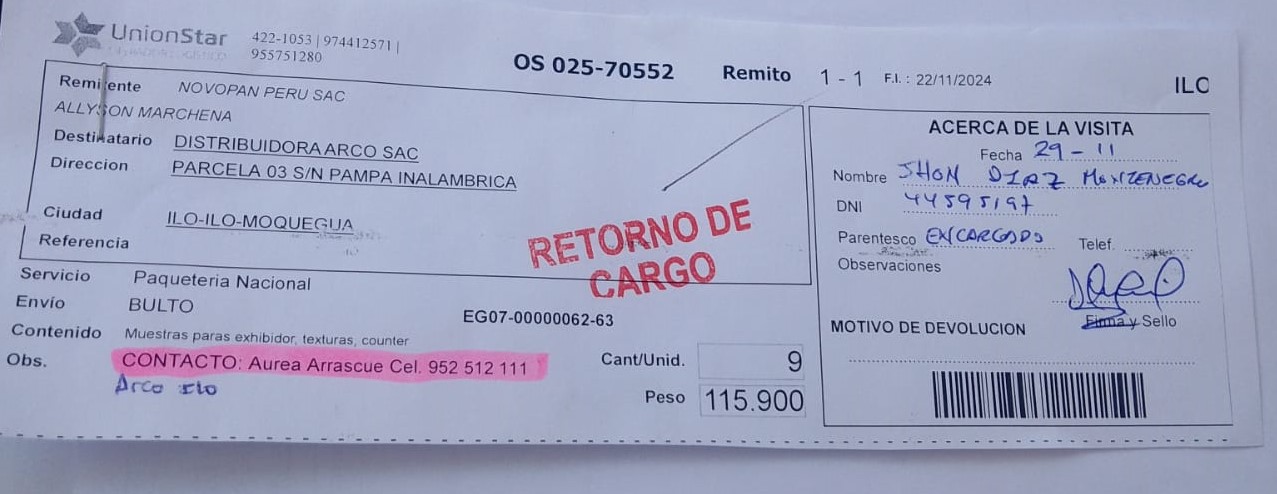 UnionStar 422-1053 | 974412571 |
955751280
OS 025-70552 Remito 1 - 1 F.I. : 22/11/2024 ILO
Remitente NOVOPAN PERU SAC
ALLYSON MARCHENA
Destinatario DISTRIBUIDORA ARCO SAC
Direccion PARCELA 03 S/N PAMPA INALAMBRICA
Ciudad ILO-ILO-MOQUEGUA
Referencia
RETORNO DE
CARGO
Servicio Paqueteria Nacional
Envío BULTO
EG07-00000062-63
Contenido Muestras paras exhibidor, texturas, counter
Obs. CONTACTO: Aurea Arrascue Cel. 952 512 111
Arco Ilo
Cant/Unid. 9
Peso 115.900
ACERCA DE LA VISITA
Fecha 29-11
Nombre JHON DIAZ MONTENEGRO
DNI 44595197
Parentesco ENCARGADO Telef.
Observaciones
Firma y Sello
MOTIVO DE DEVOLUCION